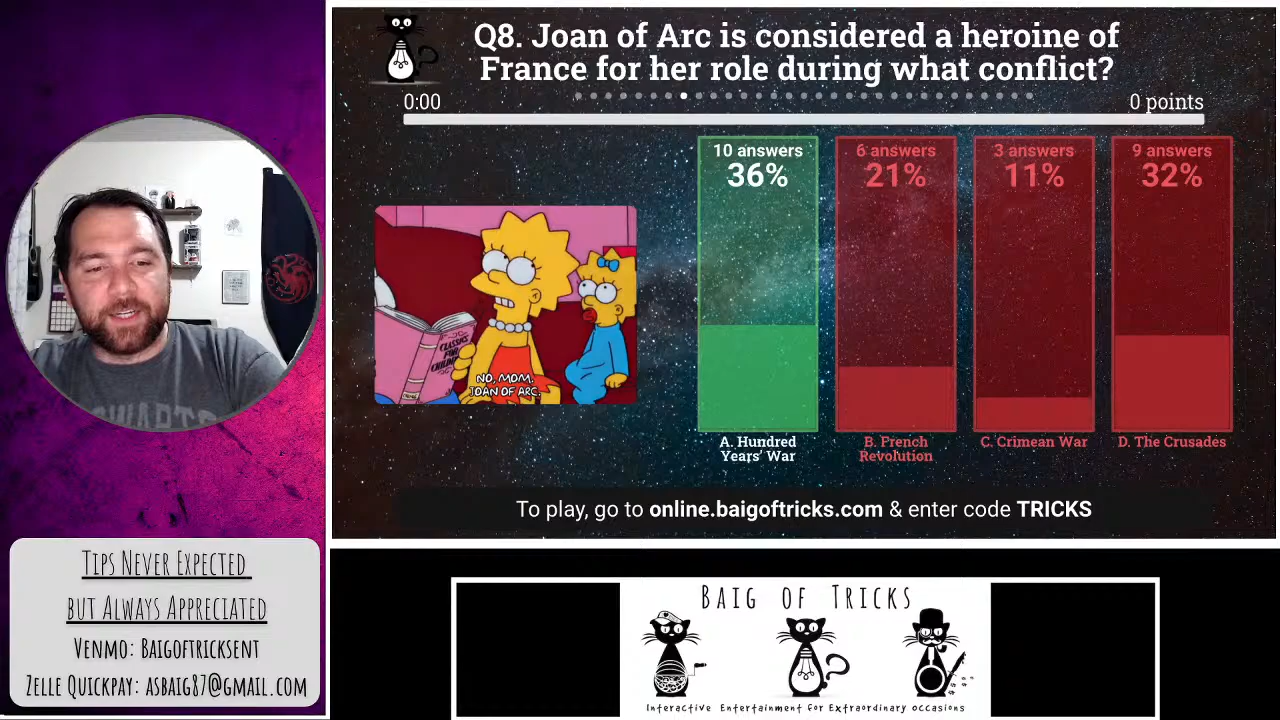 Q8. Joan of Arc is considered a heroine of
France for her role during what conflict?
0:00
0 points
10 answers
36%
6 answers
21%
3 answers
11%
9 answers
32%
CLASSICS
FOR
CHILDREN
NO, MOM.
JOAN OF ARC.
A. Hundred
Years' War
B. French
Revolution
C. Crimean War
D. The Crusades
To play, go to online.baigoftricks.com & enter code TRICKS
Tips Never Expected
but Always Appreciated
Venmo: Baigoftricksent
Zelle Quickpay: asbaig87@gmail.com
Baig of Tricks
Interactive Entertainment for Extraordinary Occasions